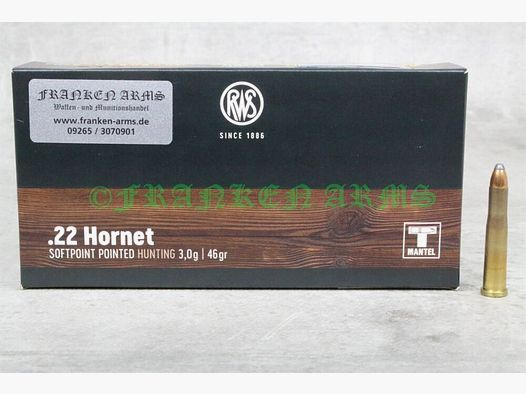 FRANKEN ARMS
Waffen- und Munitionshandel
www.franken-arms.de
09265 / 3070901
RWS
SINCE 1886
©FRANKEN ARMS
.22 Hornet
SOFTPOINT POINTED HUNTING 3,0g | 46gr
T
MANTEL